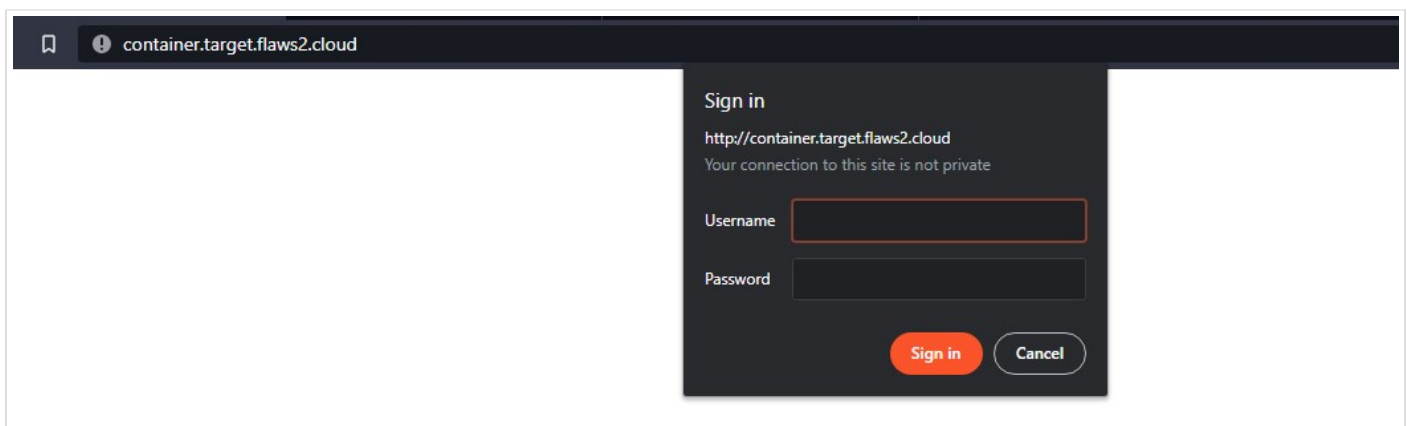 container.target.flaws2.cloud
Sign in
http://container.target.flaws2.cloud
Your connection to this site is not private
Username
Password
Sign in
Cancel